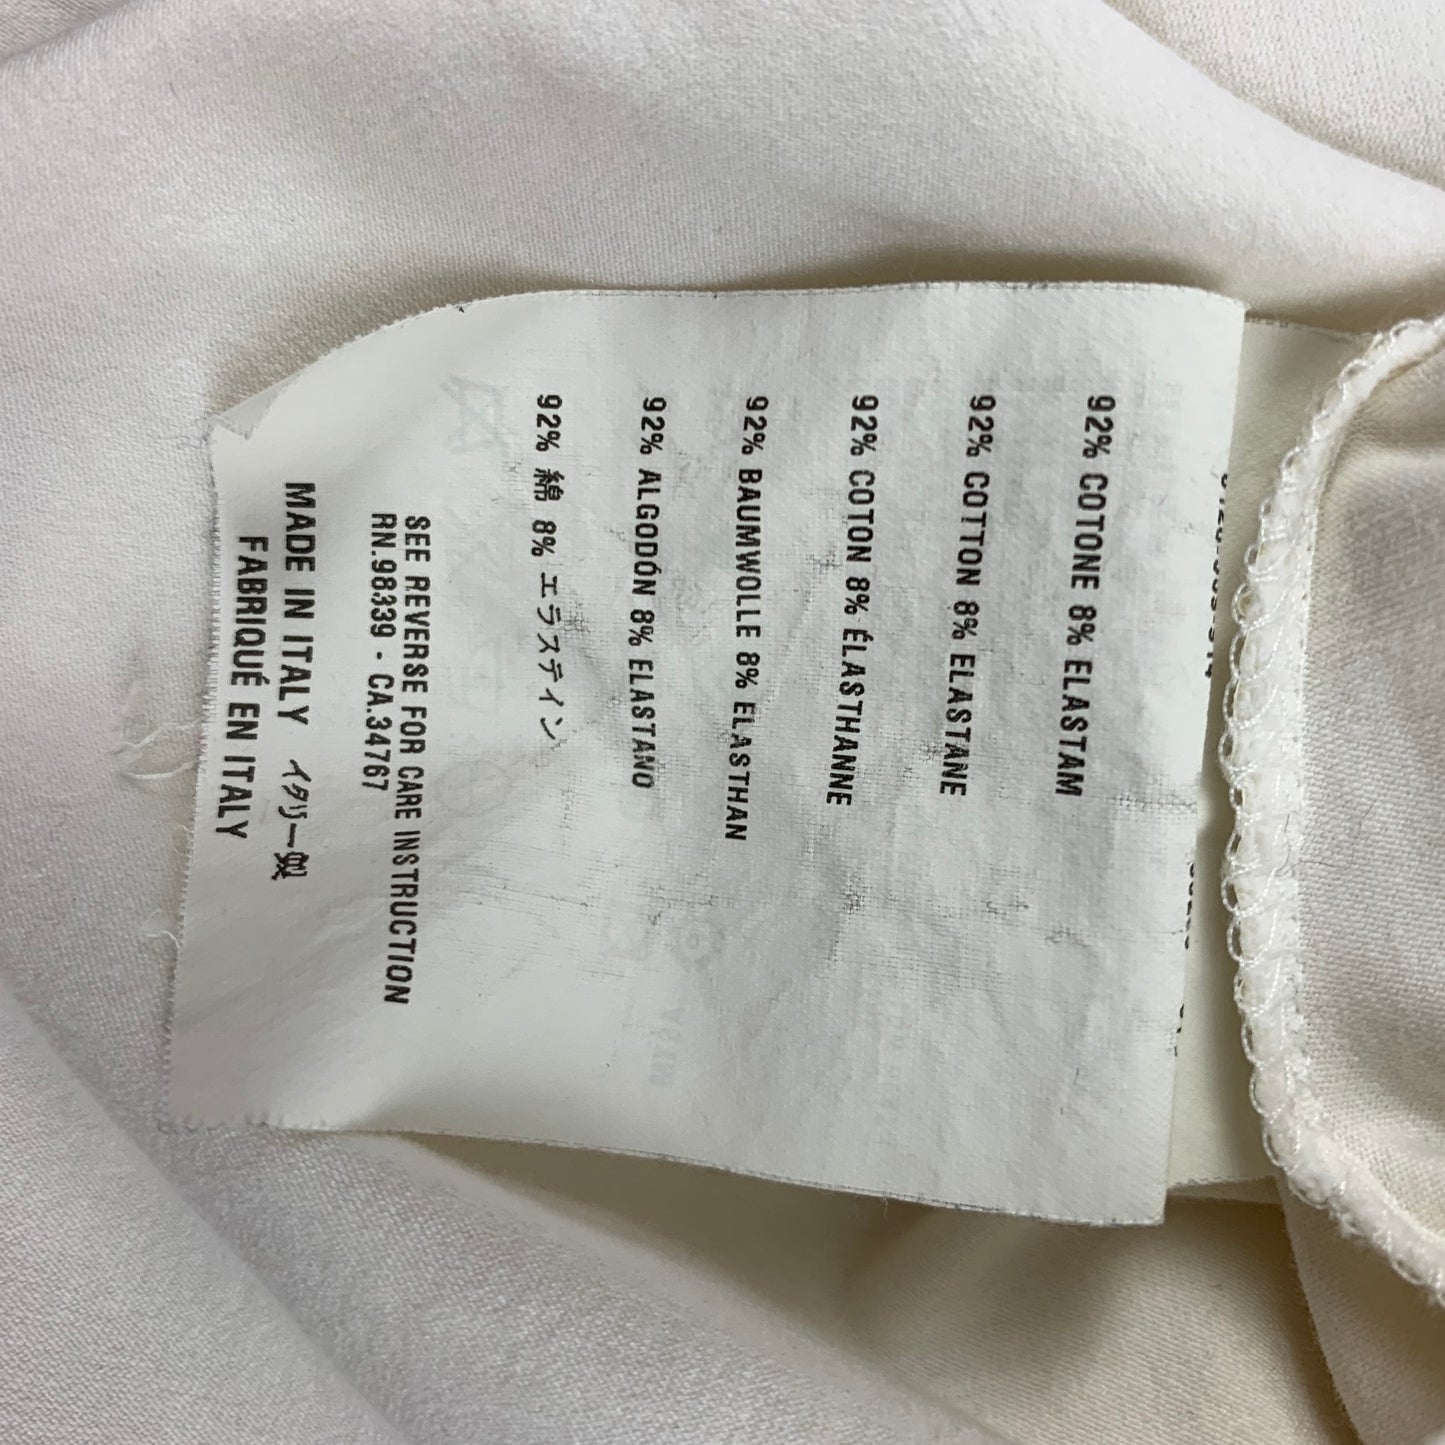 92% COTONE 8% ELASTAM
92% COTTON 8% ELASTANE
92% COTON 8% ÉLASTHANNE
92% BAUMWOLLE 8% ELASTHAN
92% ALGODÓN 8% ELASTANO
92% 綿 8% エラスティン
SEE REVERSE FOR CARE INSTRUCTION
RN.98339 - CA.34767
MADE IN ITALY イタリー製
FABRIQUÉ EN ITALY